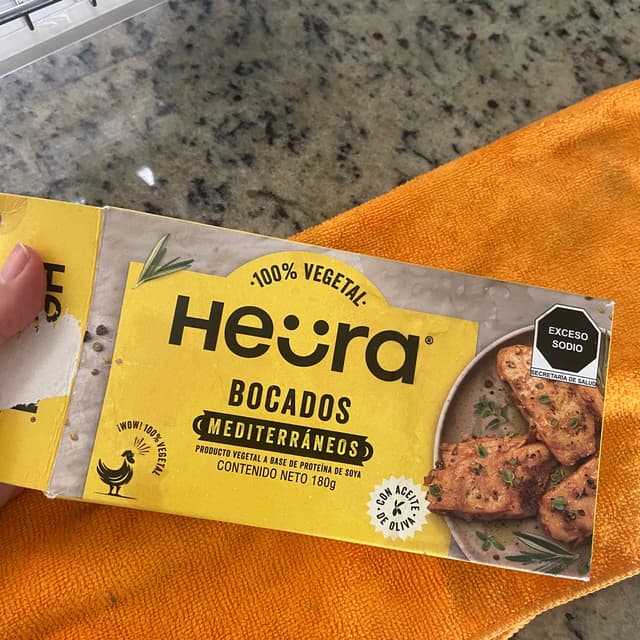 100% VEGETAL
Heüra®
BOCADOS
MEDITERRÁNEOS
PRODUCTO VEGETAL A BASE DE PROTEÍNA DE SOYA
CONTENIDO NETO 180g
¡WOW! 100% VEGETAL
CON ACEITE
DE OLIVA
EXCESO
SODIO
SECRETARÍA DE SALUD